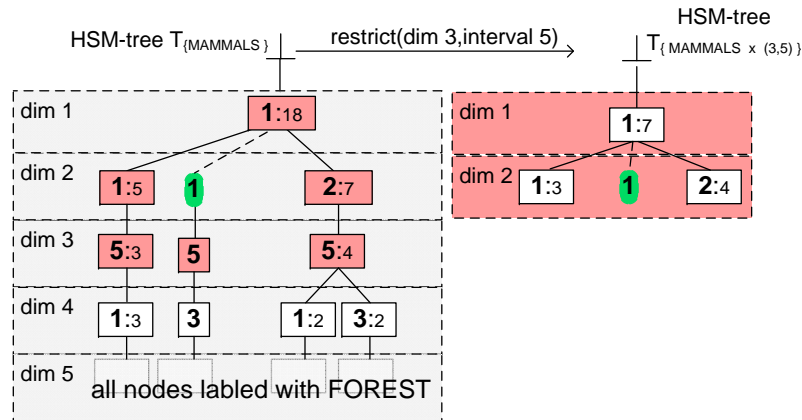 HSM-tree T{MAMMALS }
restrict(dim 3,interval 5)
HSM-tree
T{ MAMMALS x (3,5) }
dim 1
1:18
dim 1
1:7
dim 2
1:5
1
2:7
dim 2
1:3
1
2:4
dim 3
5:3
5
5:4
dim 4
1:3
3
1:2
3:2
dim 5
all nodes labled with FOREST